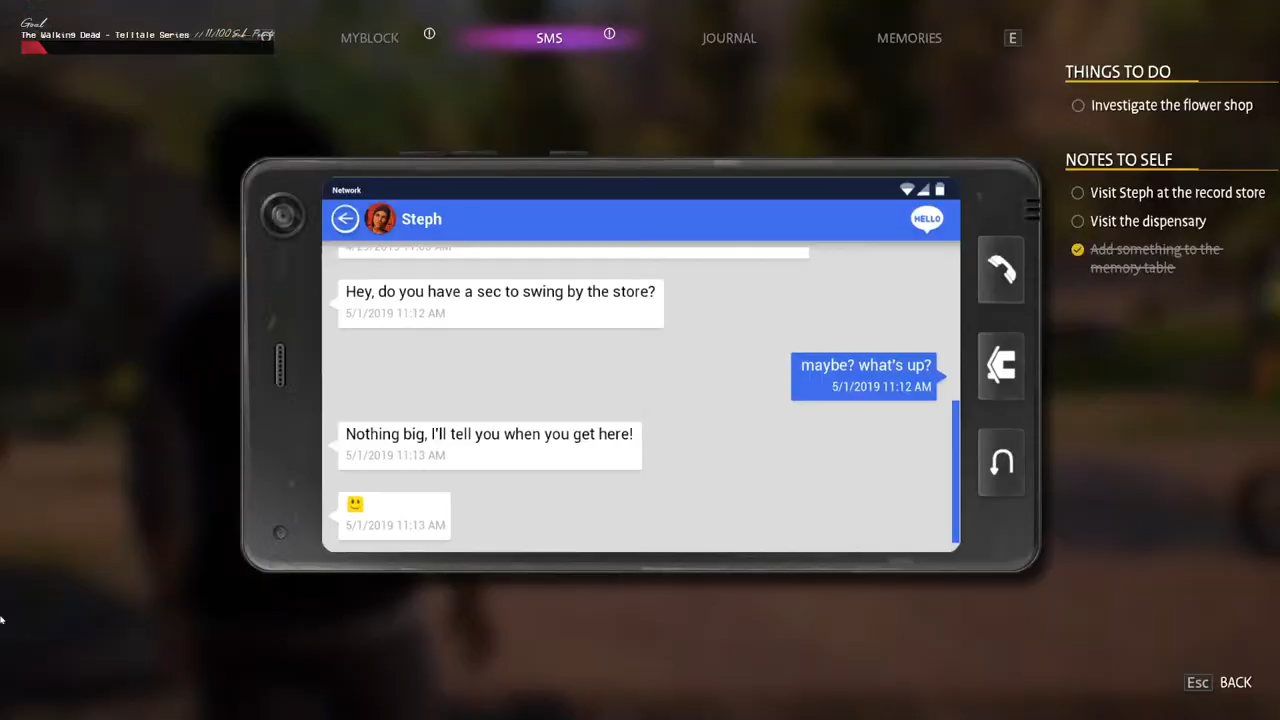 Goal
The Walking Dead - Telltale Series // 11/100
MYBLOCK
SMS
JOURNAL
MEMORIES
E
THINGS TO DO
Investigate the flower shop
NOTES TO SELF
Visit Steph at the record store
Visit the dispensary
Add something to the
memory table
Network
Steph
HELLO
Hey, do you have a sec to swing by the store?
5/1/2019 11:12 AM
maybe? what's up?
5/1/2019 11:12 AM
Nothing big, I'll tell you when you get here!
5/1/2019 11:13 AM
5/1/2019 11:13 AM
Esc BACK